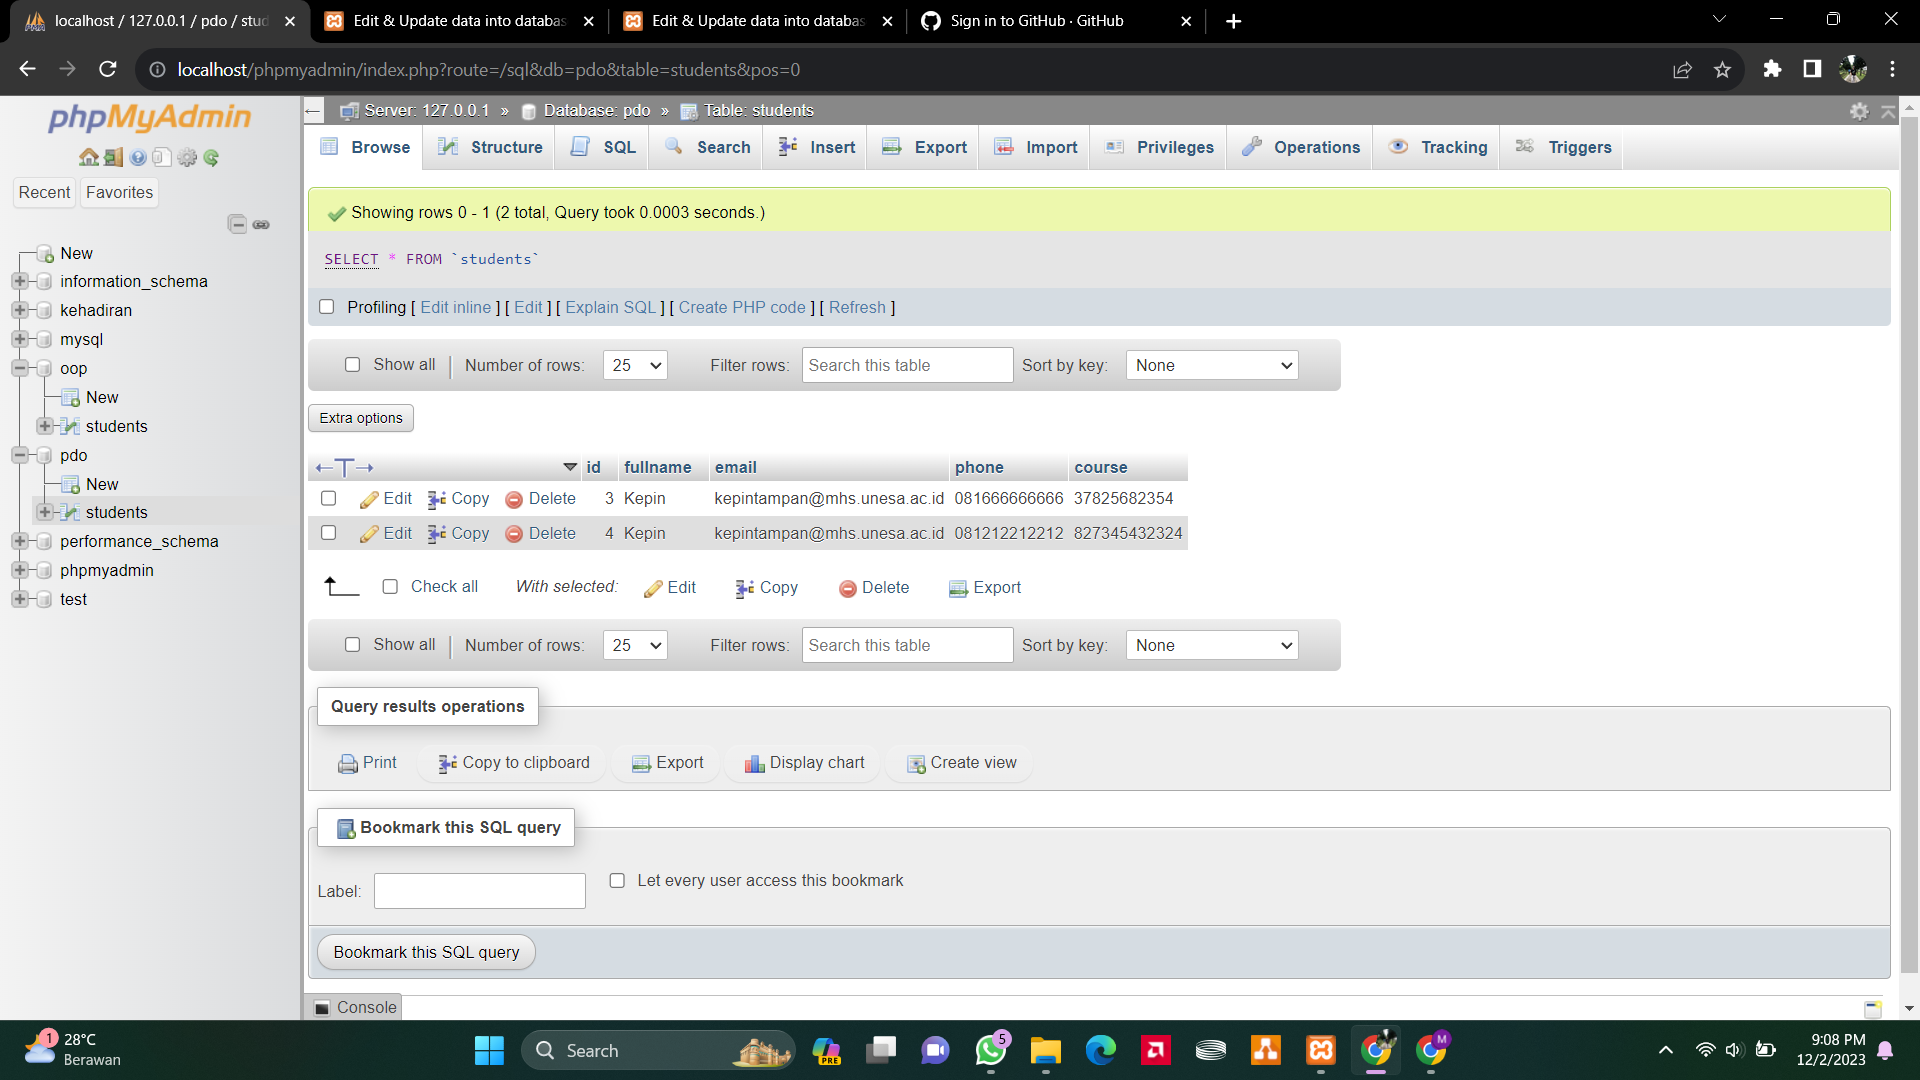 localhost / 127.0.0.1 / pdo / stud
Edit & Update data into databas
Edit & Update data into databas
Sign in to GitHub · GitHub
localhost/phpmyadmin/index.php?route=/sql&db=pdo&table=students&pos=0
phpMyAdmin
Recent Favorites
New
information_schema
kehadiran
mysql
oop
New
students
pdo
New
students
performance_schema
phpmyadmin
test
Server: 127.0.0.1 » Database: pdo » Table: students
Browse Structure SQL Search Insert Export Import Privileges Operations Tracking Triggers
Showing rows 0 - 1 (2 total, Query took 0.0003 seconds.)
SELECT * FROM `students`
Profiling [ Edit inline ] [ Edit ] [ Explain SQL ] [ Create PHP code ] [ Refresh ]
Show all Number of rows: 25 Filter rows: Search this table Sort by key: None
Extra options
←T→ id fullname email phone course
Edit Copy Delete 3 Kepin kepintampan@mhs.unesa.ac.id 081666666666 37825682354
Edit Copy Delete 4 Kepin kepintampan@mhs.unesa.ac.id 081212212212 827345432324
Check all With selected: Edit Copy Delete Export
Show all Number of rows: 25 Filter rows: Search this table Sort by key: None
Query results operations
Print Copy to clipboard Export Display chart Create view
Bookmark this SQL query
Label: Let every user access this bookmark
Bookmark this SQL query
Console
1 28°C
Berawan
Search
PRE
5
M
9:08 PM
12/2/2023